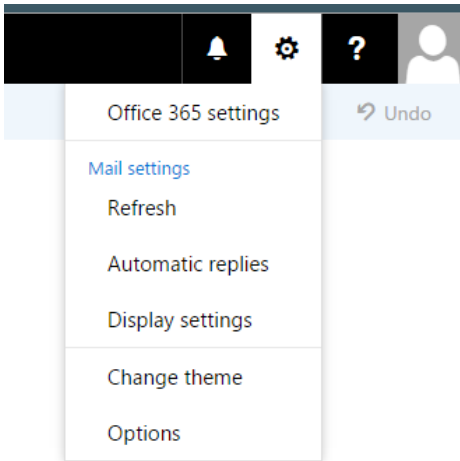 ?
Office 365 settings
Undo
Mail settings
Refresh
Automatic replies
Display settings
Change theme
Options